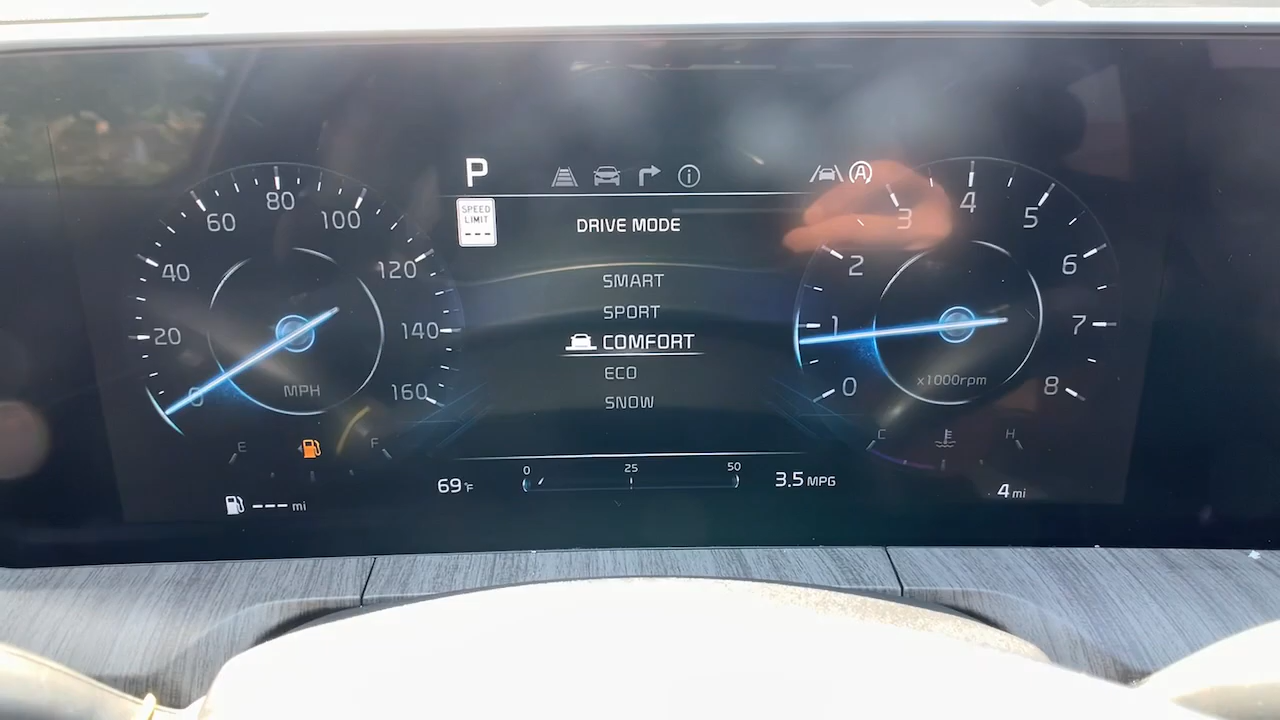 P
SPEED
LIMIT
---
DRIVE MODE
SMART
SPORT
COMFORT
ECO
SNOW
0
20
40
60
80
100
120
140
160
MPH
E
F
--- mi
69°F
0 25 50
3.5 MPG
A
0
1
2
3
4
5
6
7
8
x1000rpm
C
H
4 mi